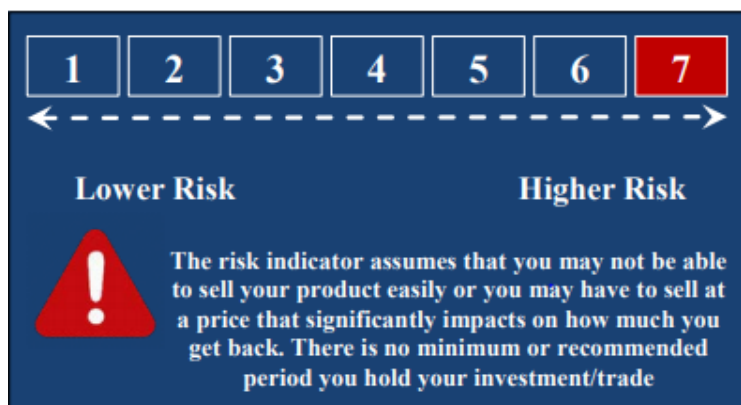 1 2 3 4 5 6 7
Lower Risk Higher Risk
The risk indicator assumes that you may not be able
to sell your product easily or you may have to sell at
a price that significantly impacts on how much you
get back. There is no minimum or recommended
period you hold your investment/trade